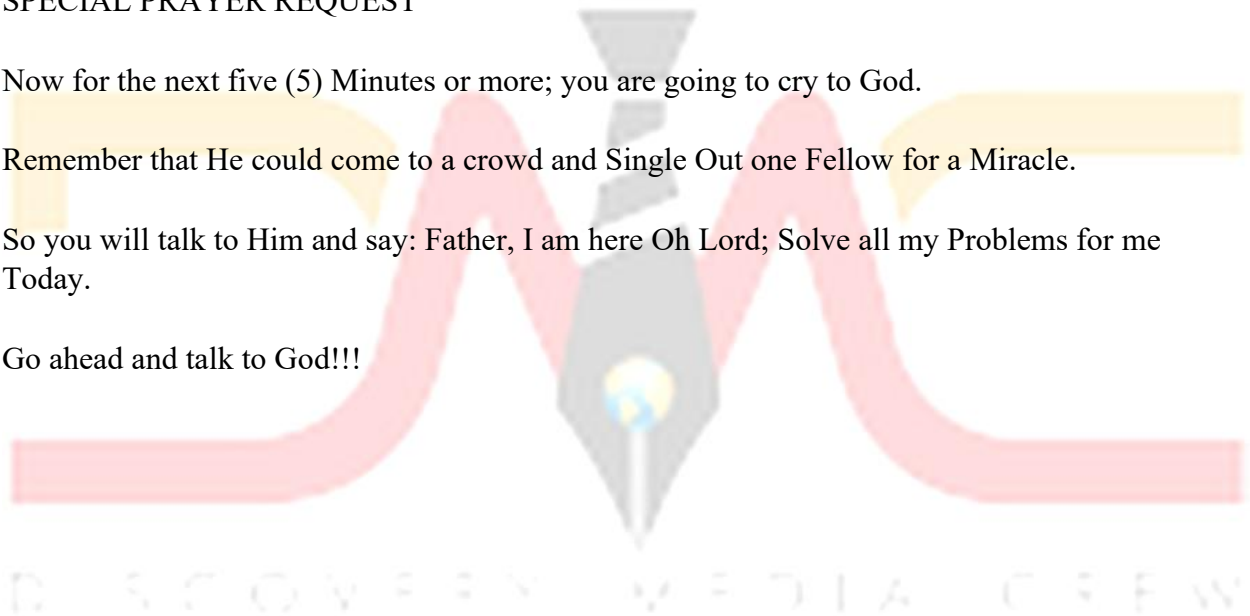 SPECIAL PRAYER REQUEST
Now for the next five (5) Minutes or more; you are going to cry to God.
Remember that He could come to a crowd and Single Out one Fellow for a Miracle.
So you will talk to Him and say: Father, I am here Oh Lord; Solve all my Problems for me
Today.
Go ahead and talk to God!!!
DISCOVERY MEDIA CREW